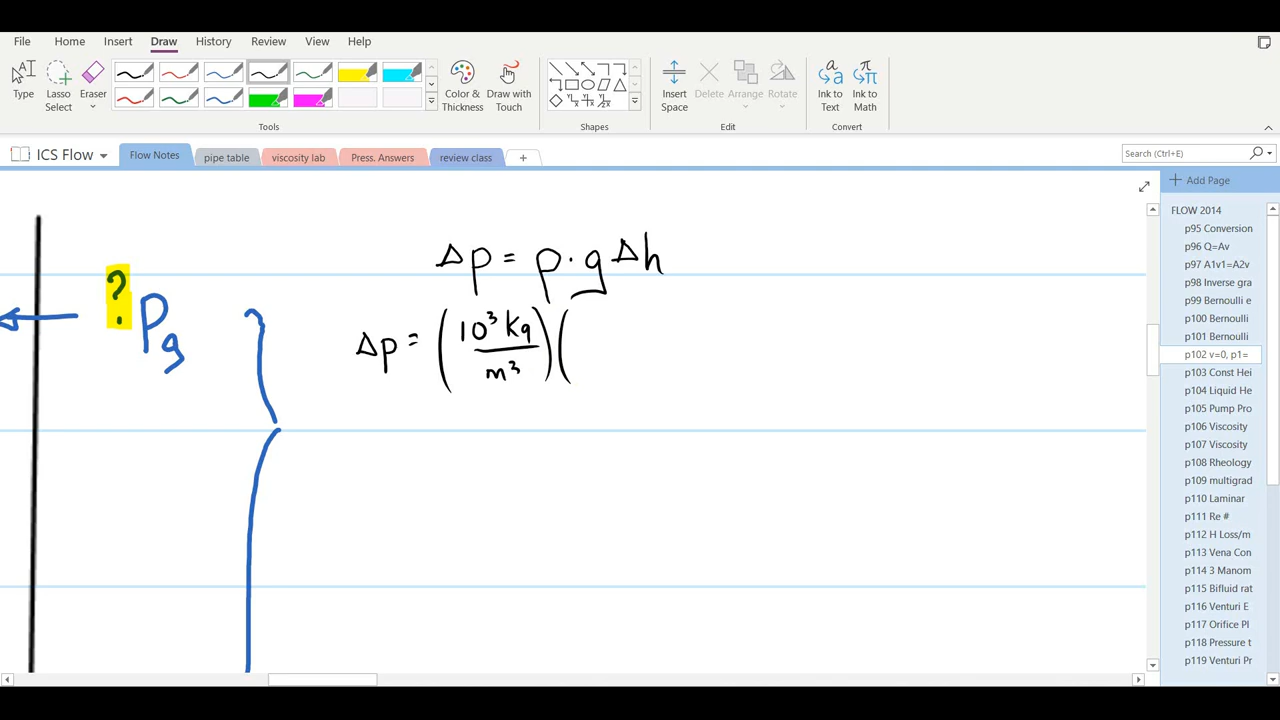 File Home Insert Draw History Review View Help
Type Lasso Select Eraser Color & Thickness Draw with Touch Insert Space Delete Arrange Rotate Ink to Text Ink to Math
Tools Shapes Edit Convert
ICS Flow Flow Notes pipe table viscosity lab Press. Answers review class + Search (Ctrl+E)
Add Page
FLOW 2014
p95 Conversion
p96 Q=Av
p97 A1v1=A2v
p98 Inverse gra
p99 Bernoulli e
p100 Bernoulli
p101 Bernoulli
p102 v=0, p1=
p103 Const Hei
p104 Liquid He
p105 Pump Pro
p106 Viscosity
p107 Viscosity
p108 Rheology
p109 multigrad
p110 Laminar
p111 Re #
p112 H Loss/m
p113 Vena Con
p114 3 Manom
p115 Bifluid rat
p116 Venturi E
p117 Orifice Pl
p118 Pressure t
p119 Venturi Pr
? Pg
Δp = ρ · g Δh
Δp = (10³ Kg / m³)(